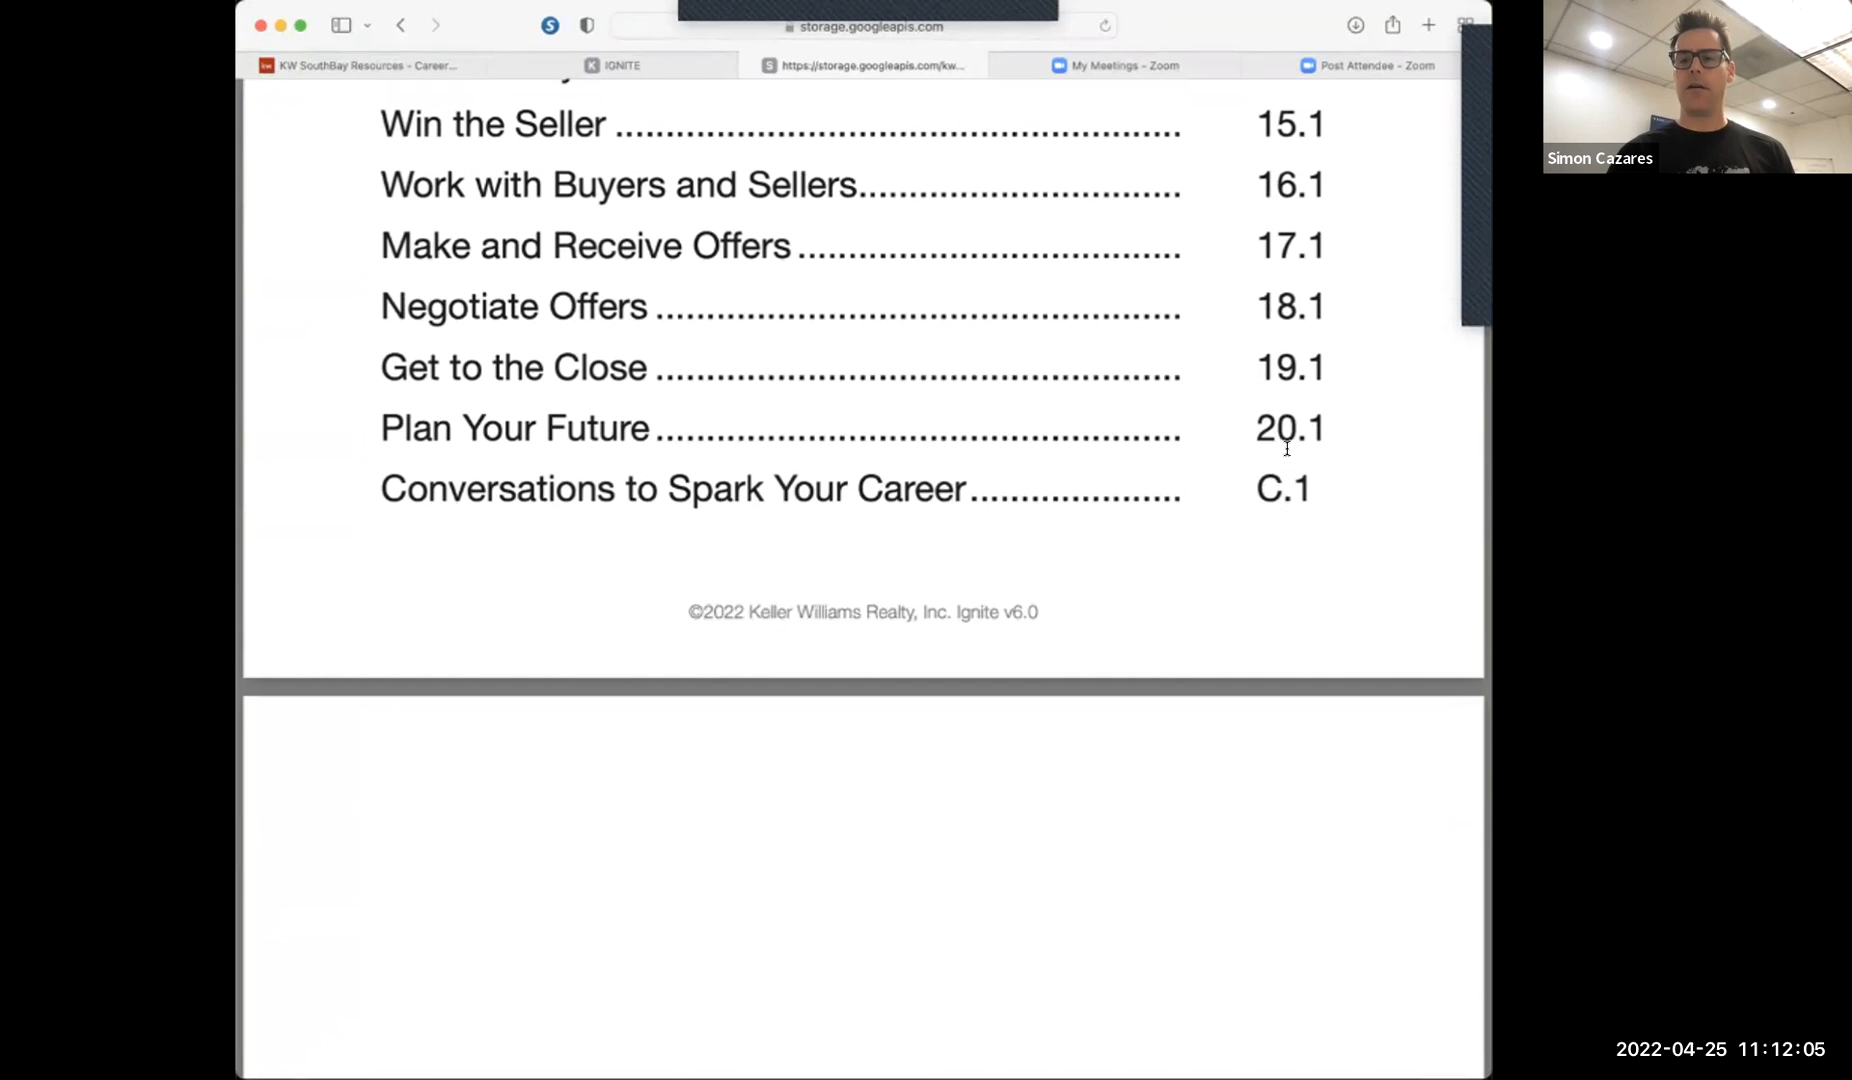 storage.googleapis.com
KW SouthBay Resources - Career...
IGNITE
https://storage.googleapis.com/kw...
My Meetings - Zoom
Post Attendee - Zoom
Win the Seller ........................................................ 15.1
Work with Buyers and Sellers................................ 16.1
Make and Receive Offers...................................... 17.1
Negotiate Offers .................................................... 18.1
Get to the Close .................................................... 19.1
Plan Your Future.................................................... 20.1
Conversations to Spark Your Career..................... C.1
©2022 Keller Williams Realty, Inc. Ignite v6.0
Simon Cazares
2022-04-25 11:12:05